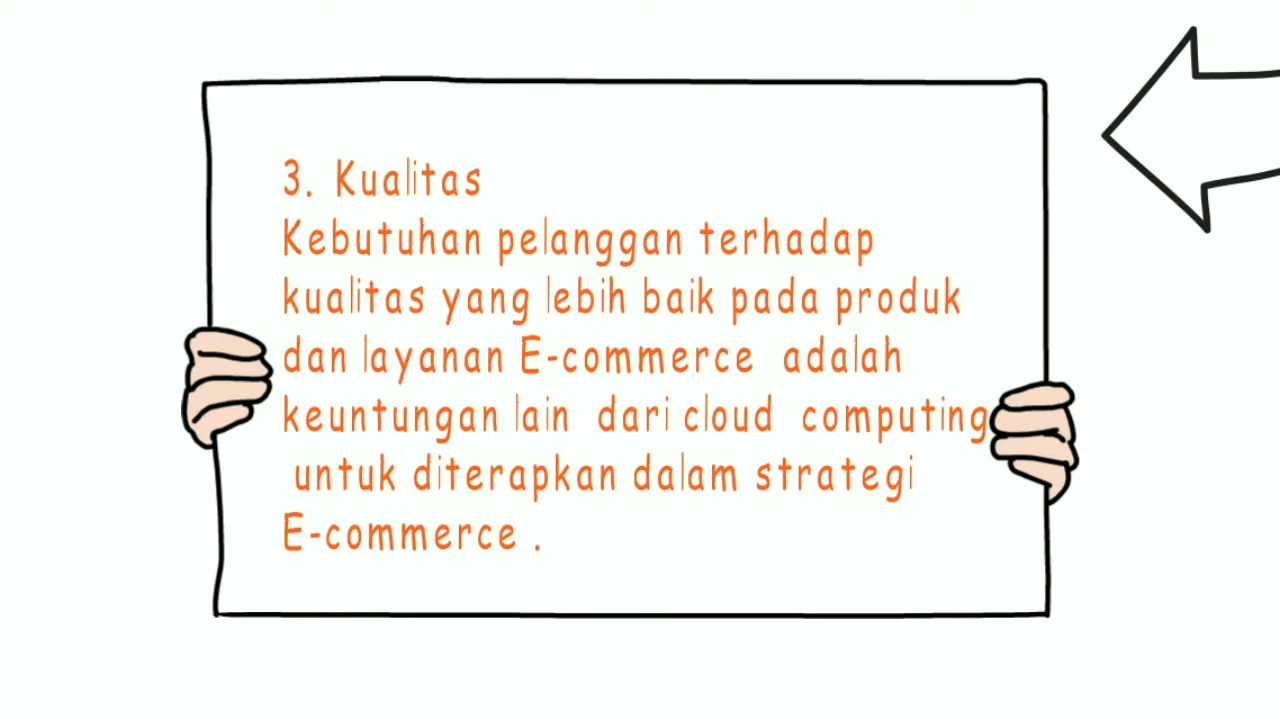 3. Kualitas
Kebutuhan pelanggan terhadap
kualitas yang lebih baik pada produk
dan layanan E-commerce adalah
keuntungan lain dari cloud computing
untuk diterapkan dalam strategi
E-commerce .